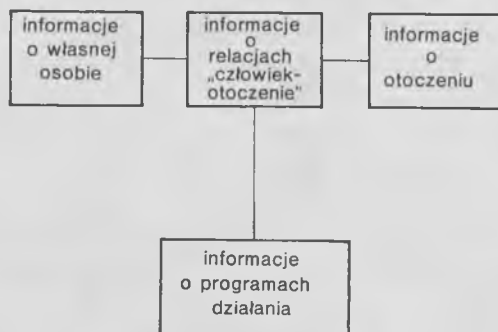 informacje
o własnej
osobie
informacje
o
relacjach
„człowiek-
otoczenie"
informacje
o
otoczeniu
informacje
o programach
działania